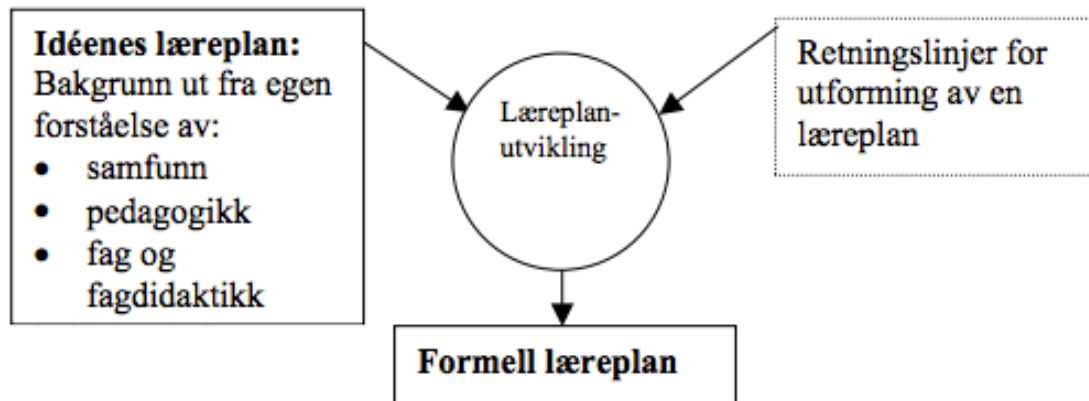 Idéenes læreplan:
Bakgrunn ut fra egen
forståelse av:
• samfunn
• pedagogikk
• fag og
fagdidaktikk
Læreplan-
utvikling
Retningslinjer for
utforming av en
læreplan
Formell læreplan